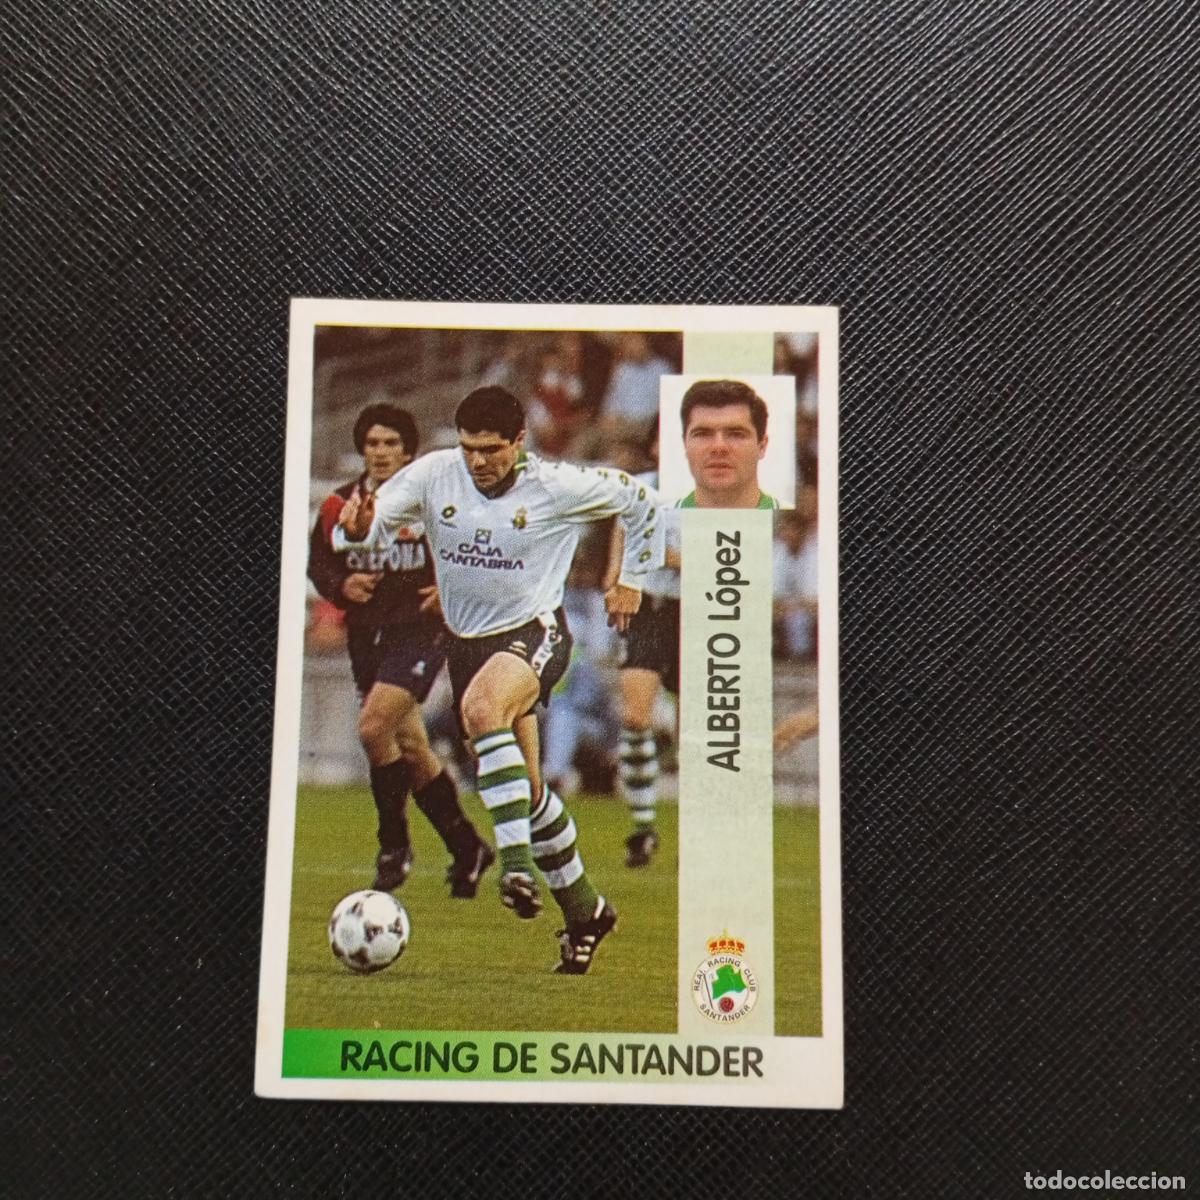 CAJA
CANTABRIA
ALBERTO López
REAL RACING CLUB
SANTANDER
RACING DE SANTANDER
todocoleccion